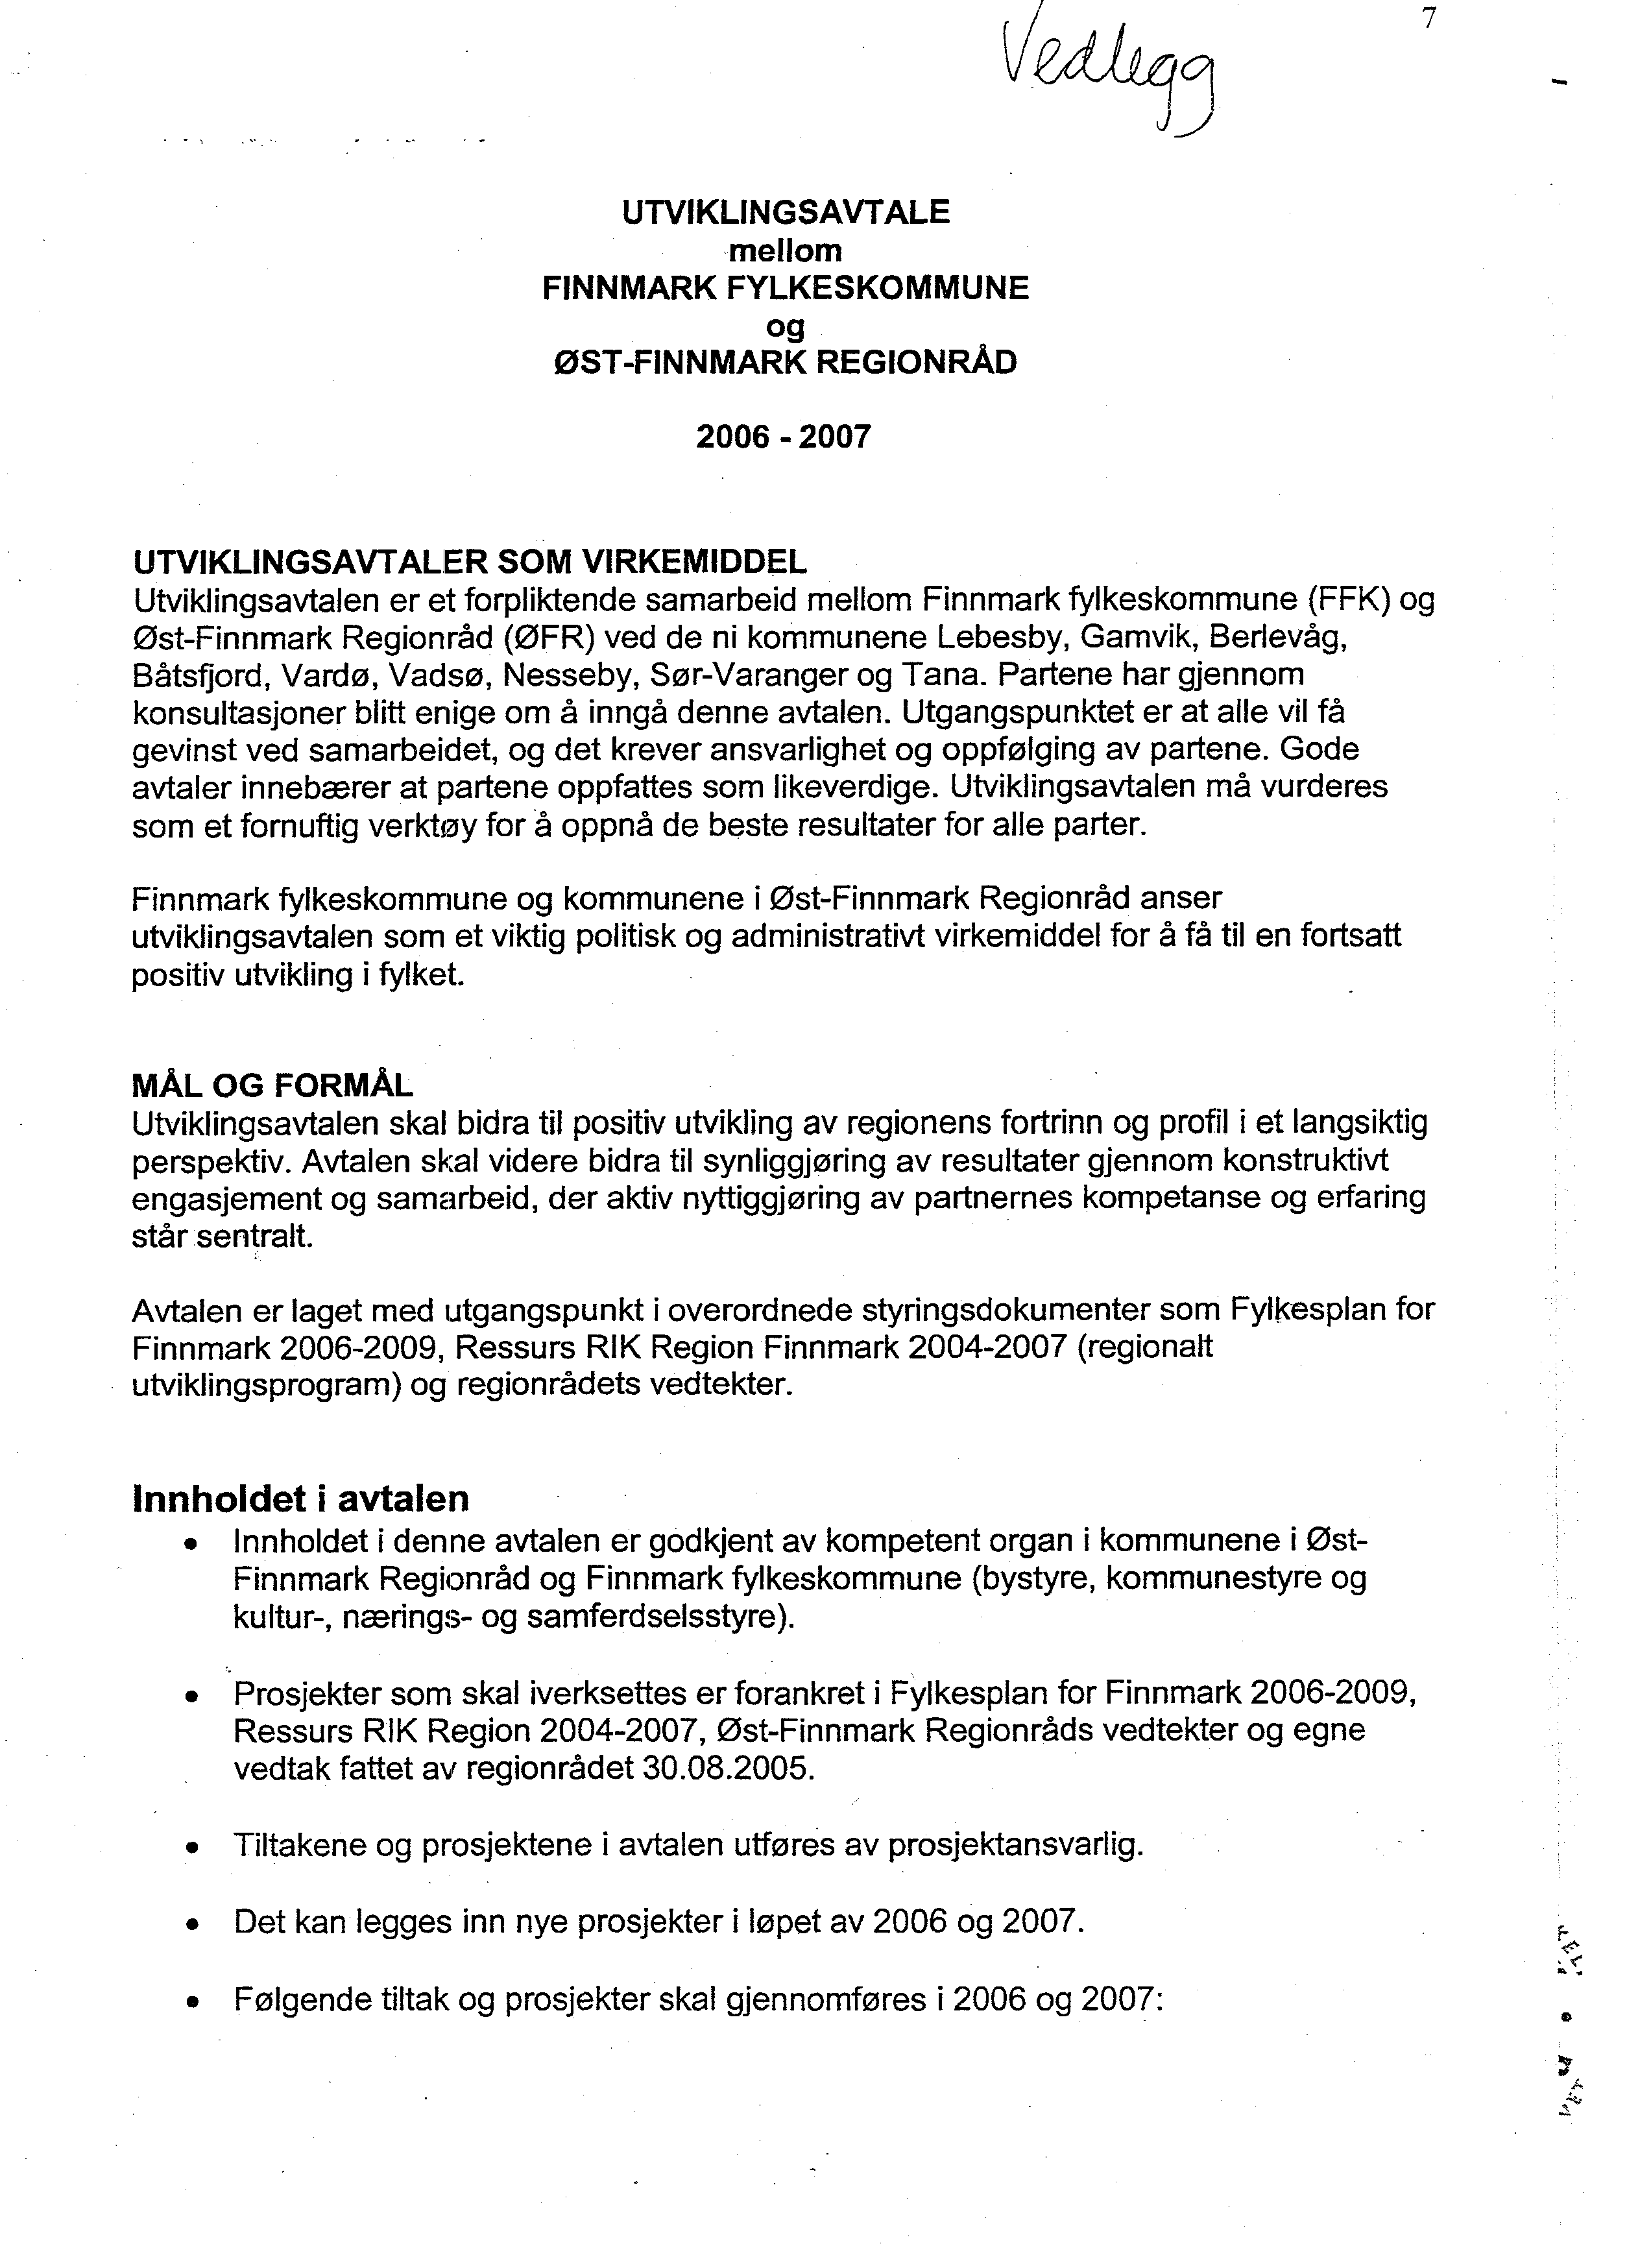 7
Vedlegg
UTVIKLINGSAVTALE
mellom
FINNMARK FYLKESKOMMUNE
og
ØST-FINNMARK REGIONRÅD
2006 - 2007
UTVIKLINGSAVTALER SOM VIRKEMIDDEL
Utviklingsavtalen er et forpliktende samarbeid mellom Finnmark fylkeskommune (FFK) og
Øst-Finnmark Regionråd (ØFR) ved de ni kommunene Lebesby, Gamvik, Berlevåg,
Båtsfjord, Vardø, Vadsø, Nesseby, Sør-Varanger og Tana. Partene har gjennom
konsultasjoner blitt enige om å inngå denne avtalen. Utgangspunktet er at alle vil få
gevinst ved samarbeidet, og det krever ansvarlighet og oppfølging av partene. Gode
avtaler innebærer at partene oppfattes som likeverdige. Utviklingsavtalen må vurderes
som et fornuftig verktøy for å oppnå de beste resultater for alle parter.
Finnmark fylkeskommune og kommunene i Øst-Finnmark Regionråd anser
utviklingsavtalen som et viktig politisk og administrativt virkemiddel for å få til en fortsatt
positiv utvikling i fylket.
MÅL OG FORMÅL
Utviklingsavtalen skal bidra til positiv utvikling av regionens fortrinn og profil i et langsiktig
perspektiv. Avtalen skal videre bidra til synliggjøring av resultater gjennom konstruktivt
engasjement og samarbeid, der aktiv nyttiggjøring av partnernes kompetanse og erfaring
står sentralt.
Avtalen er laget med utgangspunkt i overordnede styringsdokumenter som Fylkesplan for
Finnmark 2006-2009, Ressurs RIK Region Finnmark 2004-2007 (regionalt
utviklingsprogram) og regionrådets vedtekter.
Innholdet i avtalen
• Innholdet i denne avtalen er godkjent av kompetent organ i kommunene i Øst-
Finnmark Regionråd og Finnmark fylkeskommune (bystyre, kommunestyre og
kultur-, nærings- og samferdselsstyre).
• Prosjekter som skal iverksettes er forankret i Fylkesplan for Finnmark 2006-2009,
Ressurs RIK Region 2004-2007, Øst-Finnmark Regionråds vedtekter og egne
vedtak fattet av regionrådet 30.08.2005.
• Tiltakene og prosjektene i avtalen utføres av prosjektansvarlig.
• Det kan legges inn nye prosjekter i løpet av 2006 og 2007.
• Følgende tiltak og prosjekter skal gjennomføres i 2006 og 2007: